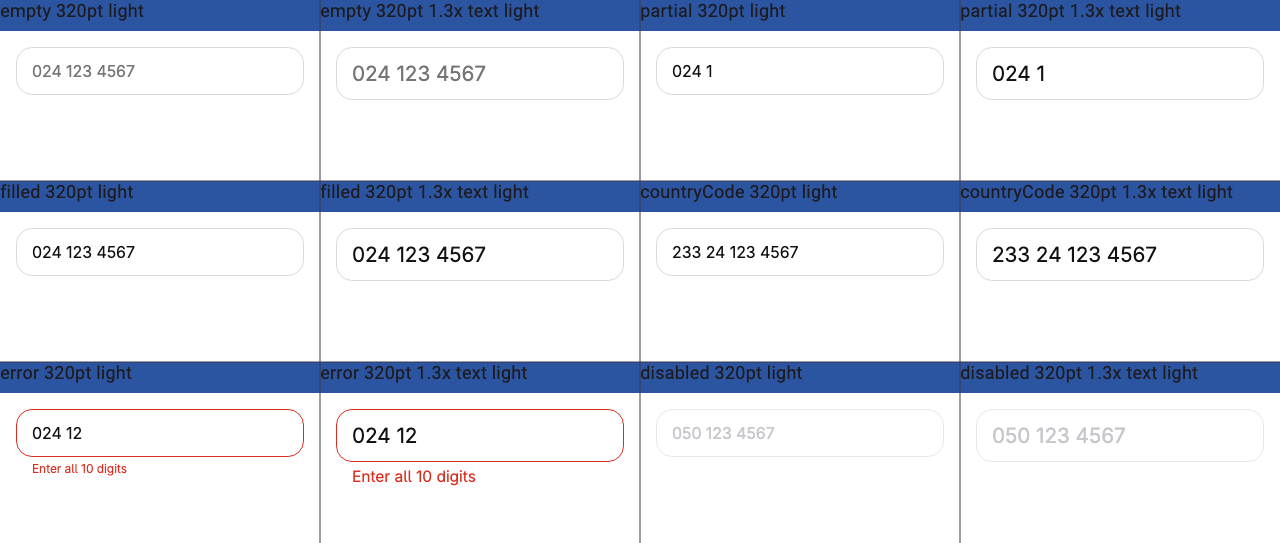 empty 320pt light
empty 320pt 1.3x text light
partial 320pt light
partial 320pt 1.3x text light
024 123 4567
024 123 4567
024 1
024 1
filled 320pt light
filled 320pt 1.3x text light
countryCode 320pt light
countryCode 320pt 1.3x text light
024 123 4567
024 123 4567
233 24 123 4567
233 24 123 4567
error 320pt light
error 320pt 1.3x text light
disabled 320pt light
disabled 320pt 1.3x text light
024 12
024 12
050 123 4567
050 123 4567
Enter all 10 digits
Enter all 10 digits